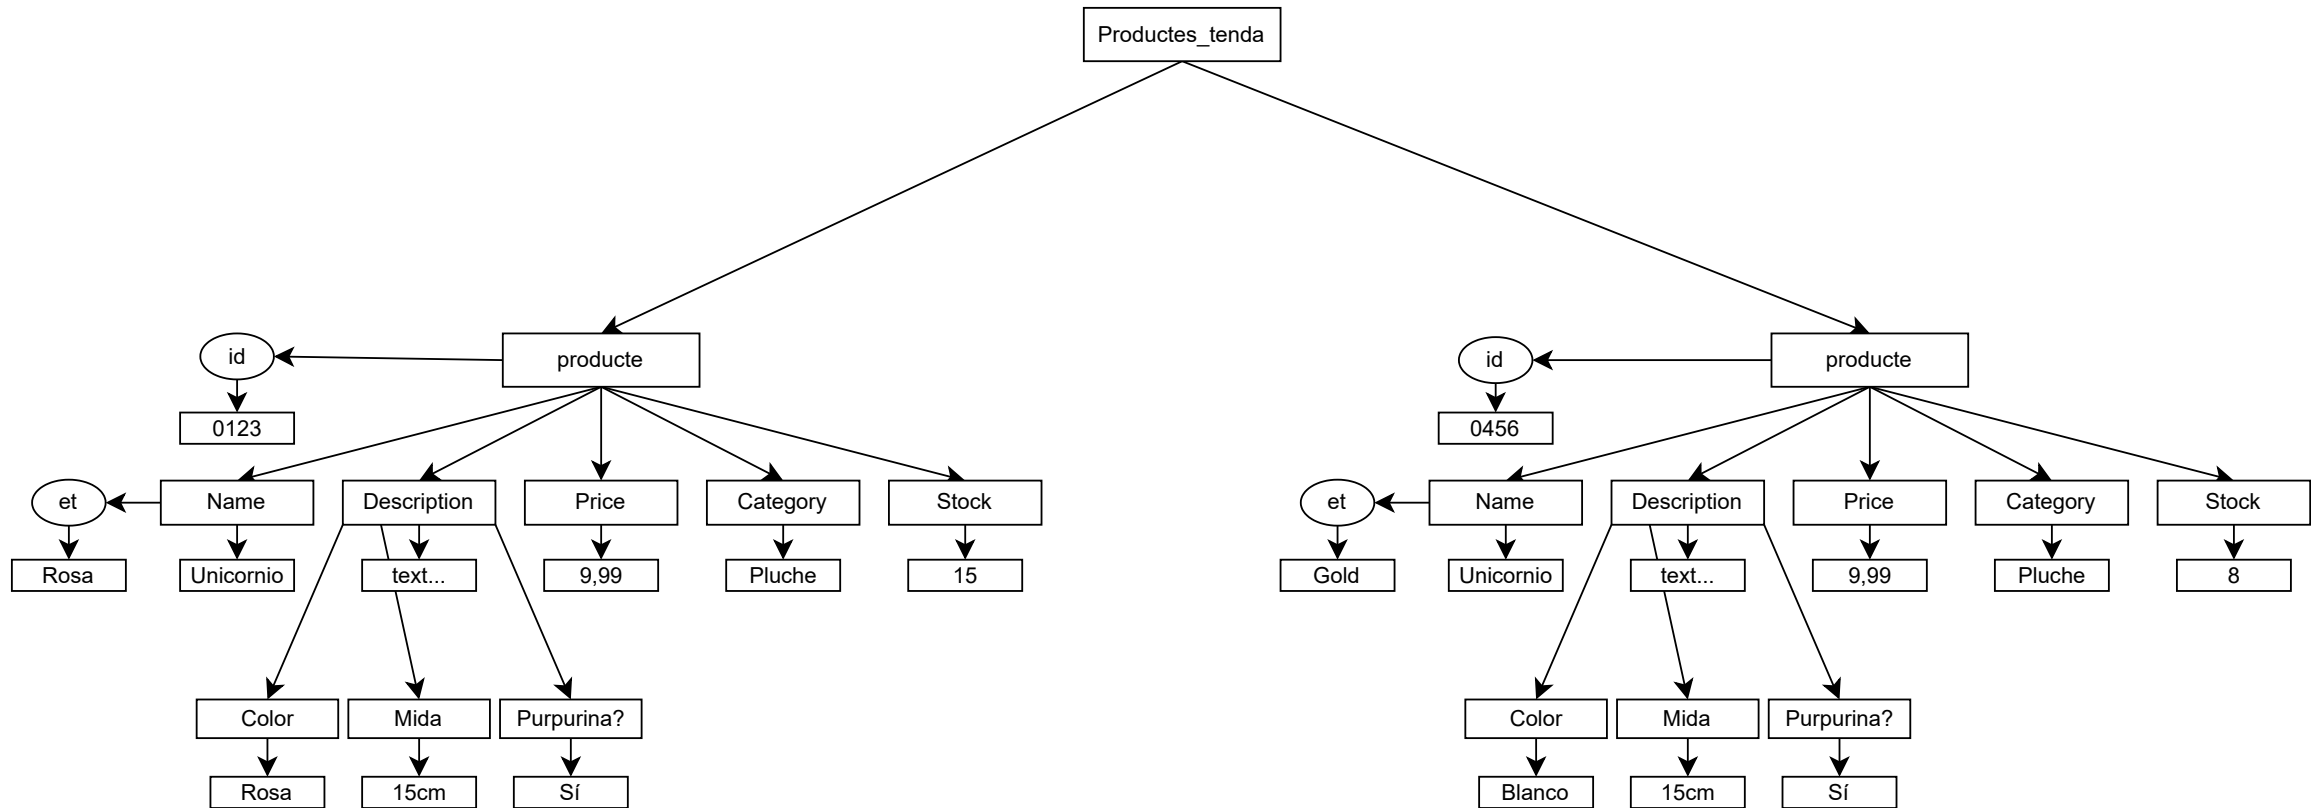 Productes_tenda
id
producte
id
producte
0123
0456
et
Name
Description
Price
Category
Stock
et
Name
Description
Price
Category
Stock
Rosa
Unicornio
text...
9,99
Pluche
15
Gold
Unicornio
text...
9,99
Pluche
8
Color
Mida
Purpurina?
Color
Mida
Purpurina?
Rosa
15cm
Sí
Blanco
15cm
Sí